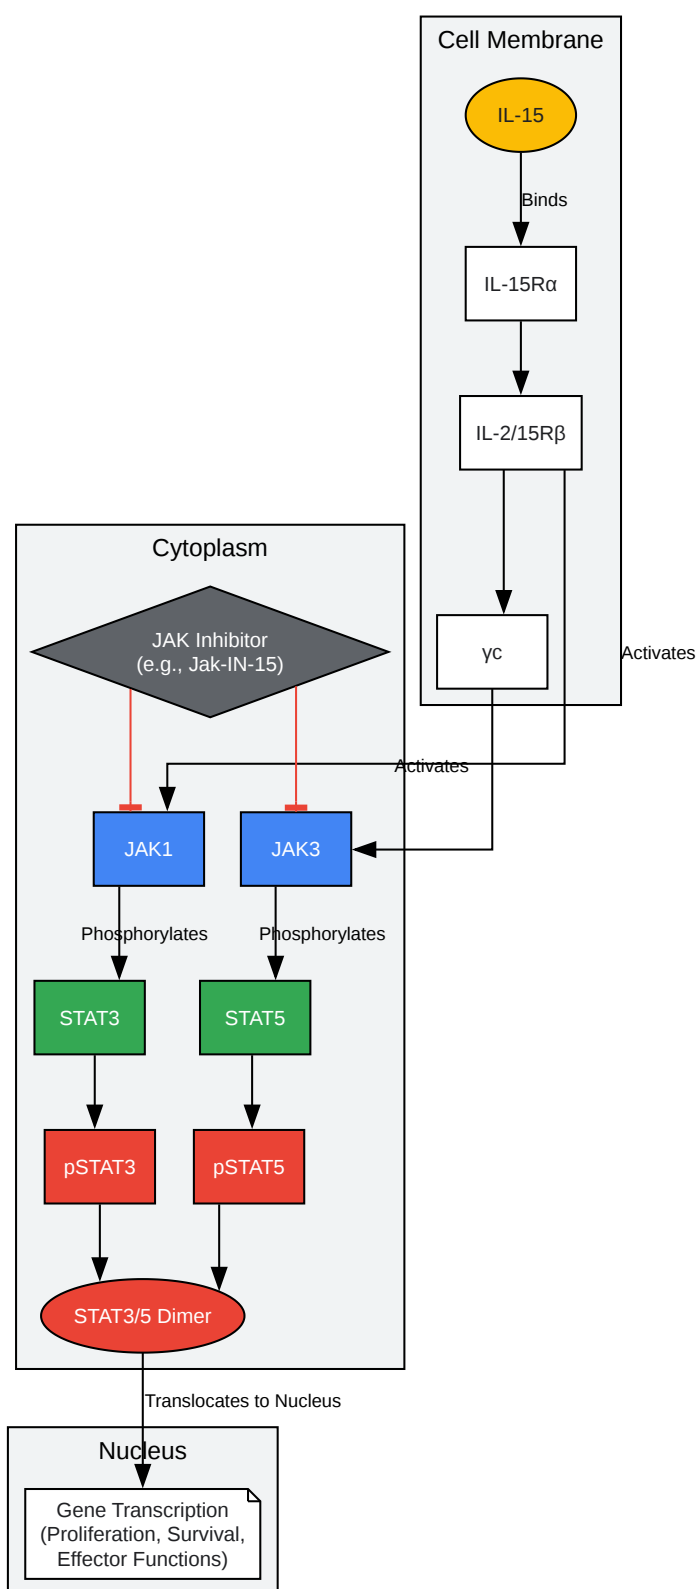 Cell Membrane
IL-15
Binds
IL-15Rα
IL-2/15Rβ
Cytoplasm
JAK Inhibitor
(e.g., Jak-IN-15)
γc
Activates
Activates
JAK1
JAK3
Phosphorylates
Phosphorylates
STAT3
STAT5
pSTAT3
pSTAT5
STAT3/5 Dimer
Translocates to Nucleus
Nucleus
Gene Transcription
(Proliferation, Survival,
Effector Functions)